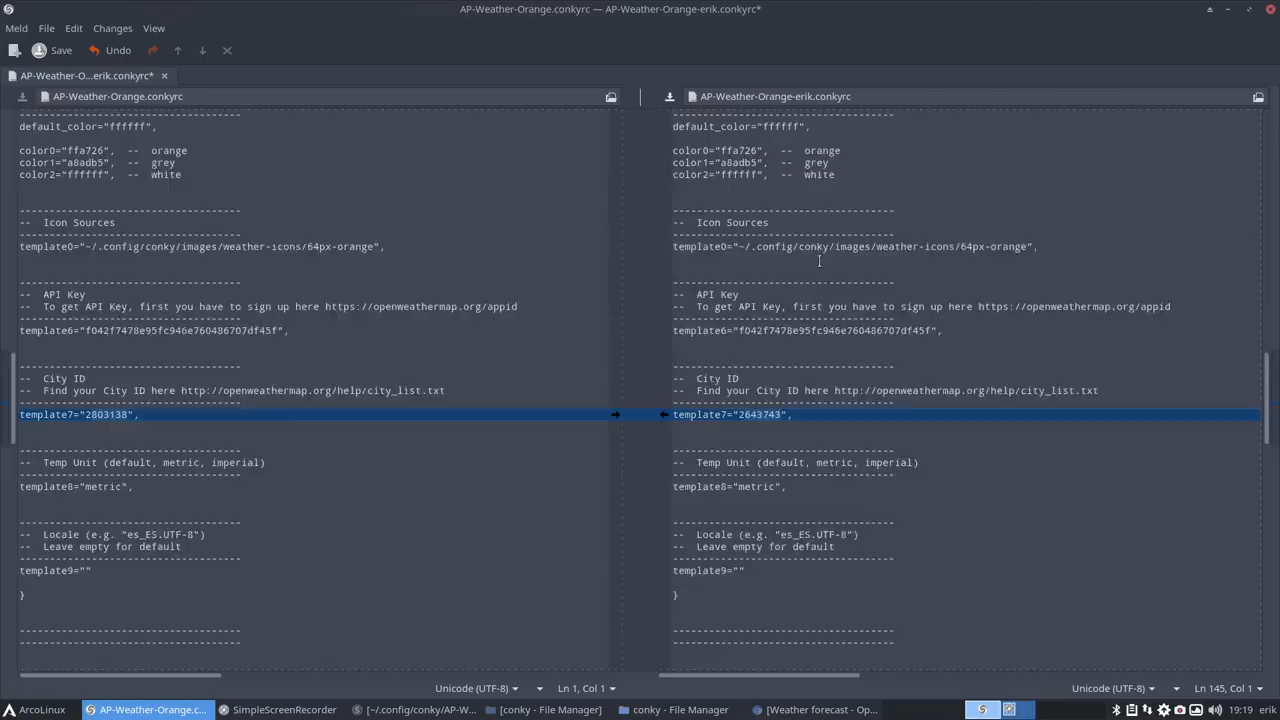 AP-Weather-Orange.conkyrc — AP-Weather-Orange-erik.conkyrc*
Meld File Edit Changes View
Save Undo
AP-Weather-O...erik.conkyrc*
AP-Weather-Orange.conkyrc
---------------------------------------
default_color="ffffff",
color0="ffa726", -- orange
color1="a8adb5", -- grey
color2="ffffff", -- white
---------------------------------------
-- Icon Sources
---------------------------------------
template0="~/.config/conky/images/weather-icons/64px-orange",
---------------------------------------
-- API Key
-- To get API Key, first you have to sign up here https://openweathermap.org/appid
---------------------------------------
template6="f042f7478e95fc946e760486707df45f",
---------------------------------------
-- City ID
-- Find your City ID here http://openweathermap.org/help/city_list.txt
---------------------------------------
template7="2803138",
---------------------------------------
-- Temp Unit (default, metric, imperial)
---------------------------------------
template8="metric",
---------------------------------------
-- Locale (e.g. "es_ES.UTF-8")
-- Leave empty for default
---------------------------------------
template9=""
}
---------------------------------------
---------------------------------------
Unicode (UTF-8) Ln 1, Col 1
AP-Weather-Orange-erik.conkyrc
---------------------------------------
default_color="ffffff",
color0="ffa726", -- orange
color1="a8adb5", -- grey
color2="ffffff", -- white
---------------------------------------
-- Icon Sources
---------------------------------------
template0="~/.config/conky/images/weather-icons/64px-orange",
---------------------------------------
-- API Key
-- To get API Key, first you have to sign up here https://openweathermap.org/appid
---------------------------------------
template6="f042f7478e95fc946e760486707df45f",
---------------------------------------
-- City ID
-- Find your City ID here http://openweathermap.org/help/city_list.txt
---------------------------------------
template7="2643743",
---------------------------------------
-- Temp Unit (default, metric, imperial)
---------------------------------------
template8="metric",
---------------------------------------
-- Locale (e.g. "es_ES.UTF-8")
-- Leave empty for default
---------------------------------------
template9=""
}
---------------------------------------
---------------------------------------
Unicode (UTF-8) Ln 145, Col 1
ArcoLinux AP-Weather-Orange.c... SimpleScreenRecorder [~/.config/conky/AP-W... [conky - File Manager] conky - File Manager [Weather forecast - Op... 19:19 erik